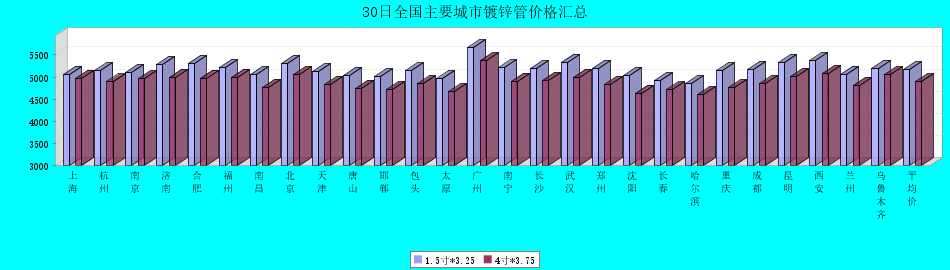 30日全国主要城市镀锌管价格汇总
5500
5000
4500
4000
3500
3000
上海
杭州
南京
济南
合肥
福州
南昌
北京
天津
唐山
邯郸
包头
太原
广州
南宁
长沙
武汉
郑州
沈阳
长春
哈尔滨
重庆
成都
昆明
西安
兰州
乌鲁木齐
平均价
1.5寸*3.25
4寸*3.75